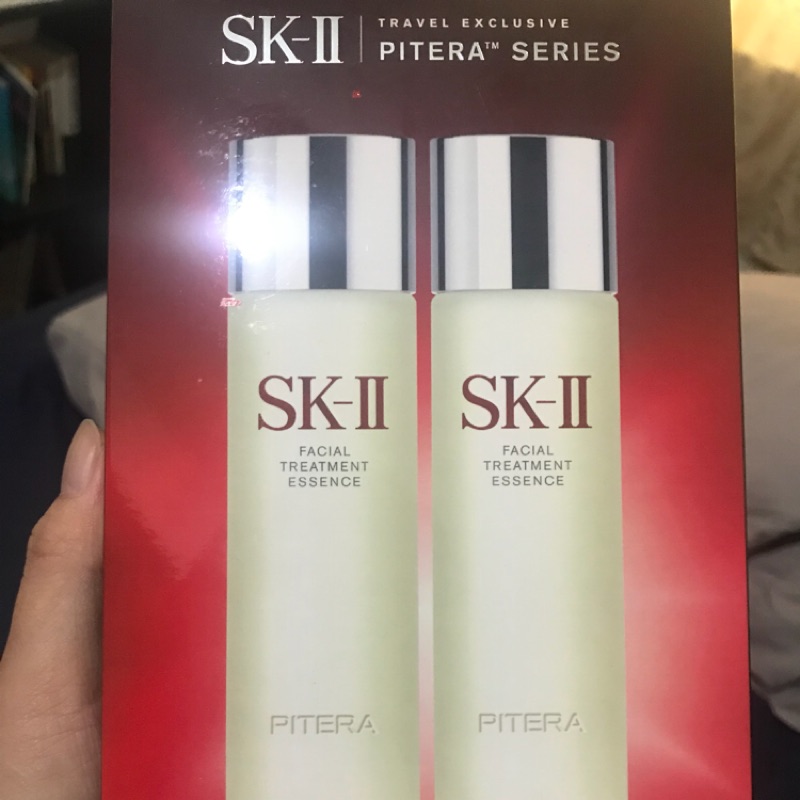 SK-II
TRAVEL EXCLUSIVE
PITERA™ SERIES
SK-II
FACIAL
TREATMENT
ESSENCE
PITERA
SK-II
FACIAL
TREATMENT
ESSENCE
PITERA